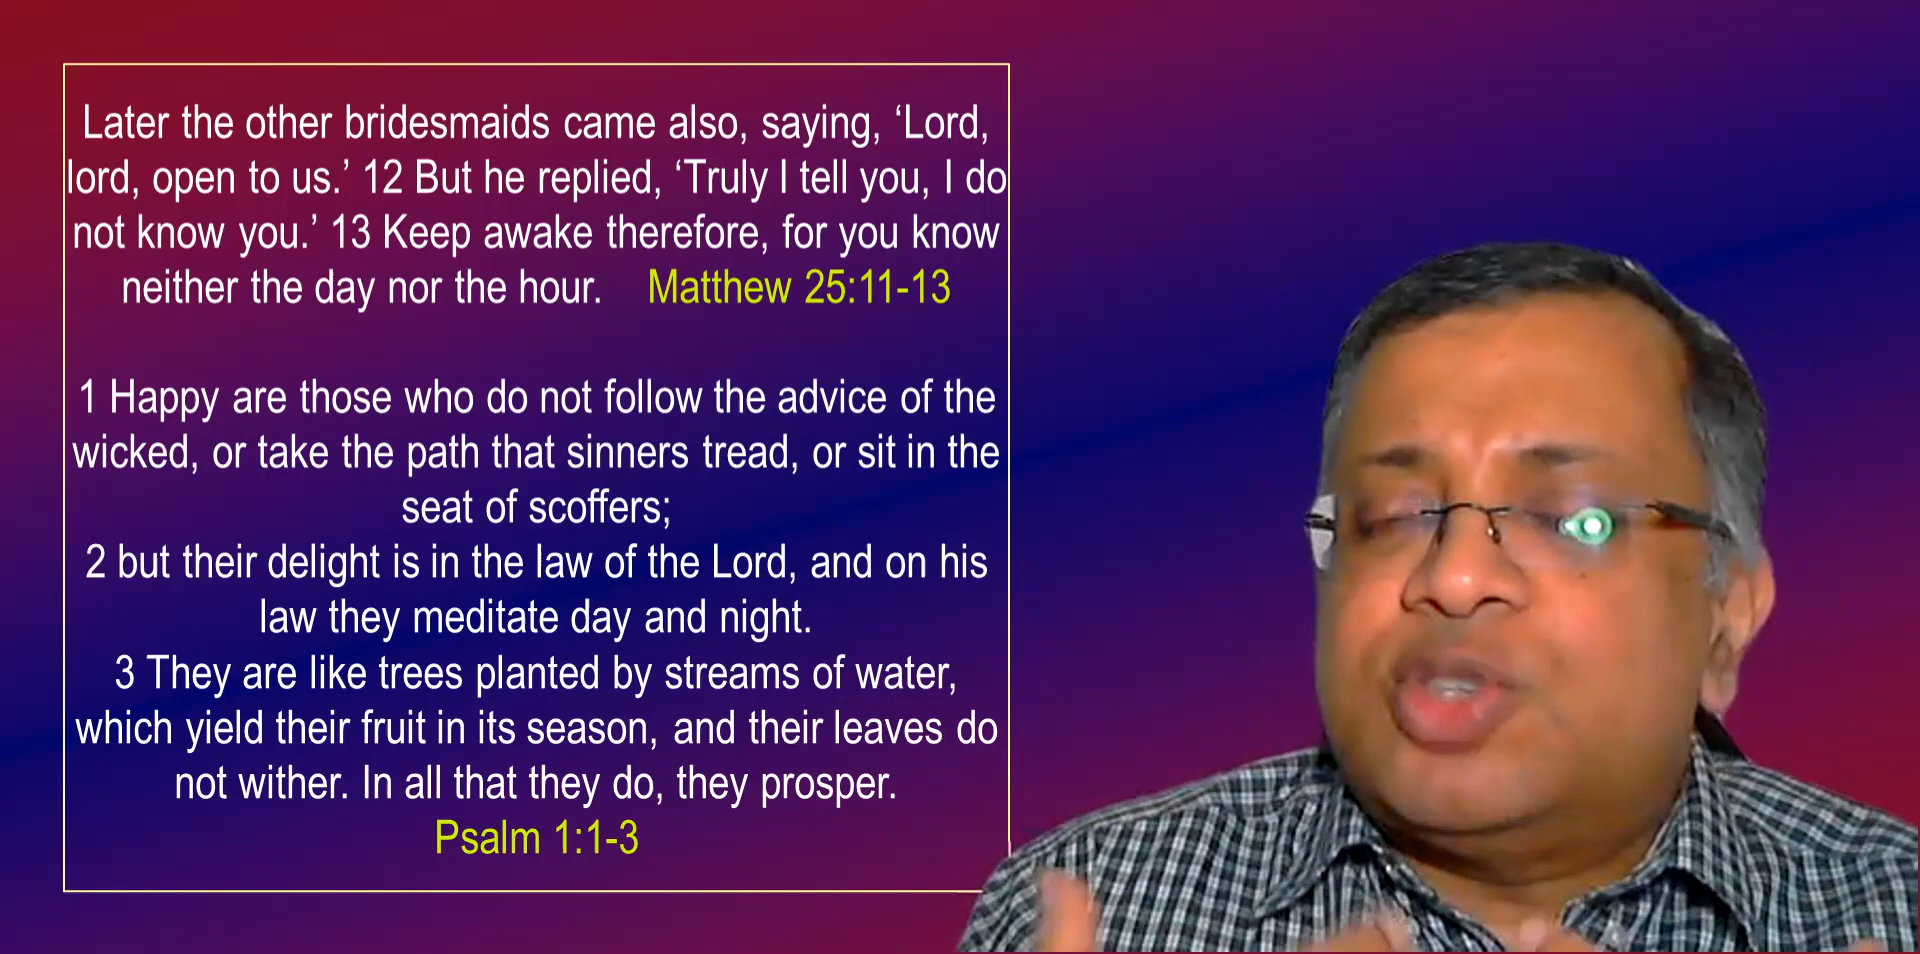 Later the other bridesmaids came also, saying, ‘Lord,
lord, open to us.’ 12 But he replied, ‘Truly I tell you, I do
not know you.’ 13 Keep awake therefore, for you know
neither the day nor the hour. Matthew 25:11-13
1 Happy are those who do not follow the advice of the
wicked, or take the path that sinners tread, or sit in the
seat of scoffers;
2 but their delight is in the law of the Lord, and on his
law they meditate day and night.
3 They are like trees planted by streams of water,
which yield their fruit in its season, and their leaves do
not wither. In all that they do, they prosper.
Psalm 1:1-3